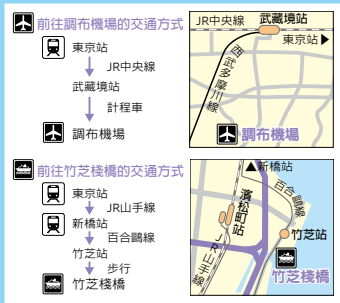 前往調布機場的交通方式
東京站
JR中央線
武藏境站
計程車
調布機場
JR中央線
武藏境站
東京站▶
西武多摩川線
調布機場
前往竹芝棧橋的交通方式
東京站
JR山手線
新橋站
百合鷗線
竹芝站
步行
竹芝棧橋
▲新橋站
百合鷗線
濱松町站
竹芝站
JR山手線
竹芝棧橋